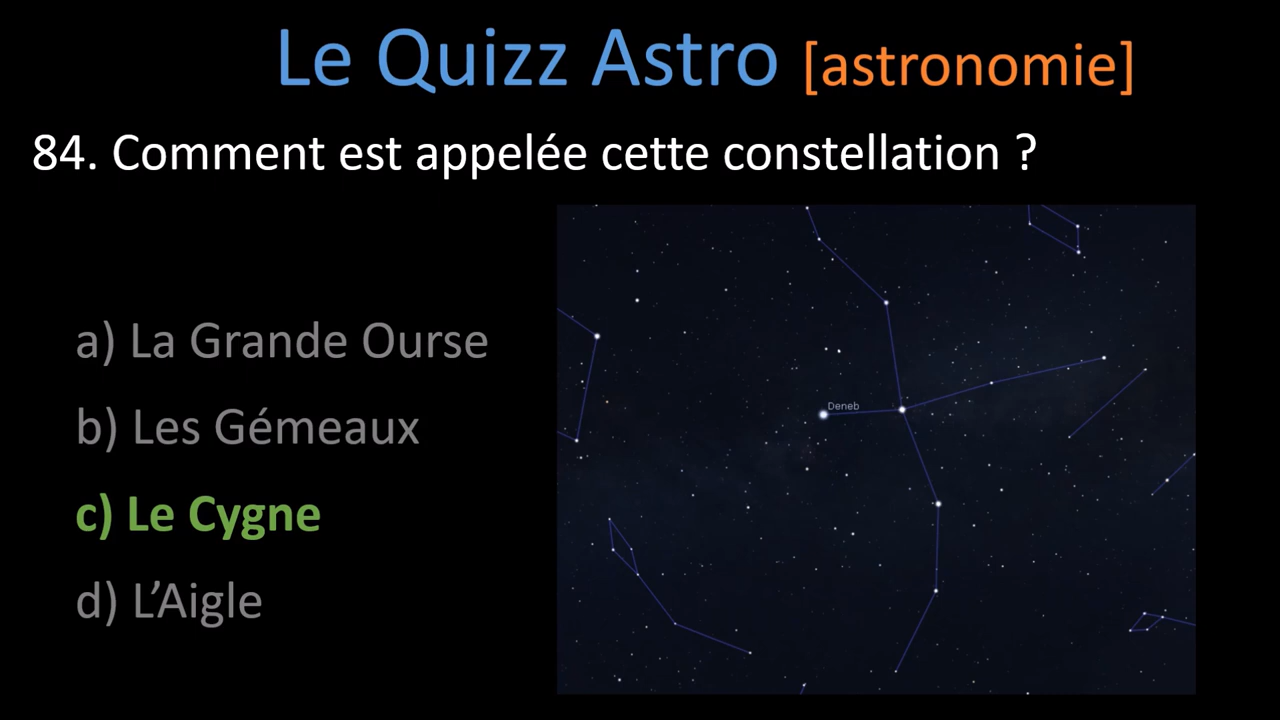 Le Quizz Astro [astronomie]
84. Comment est appelée cette constellation ?
a) La Grande Ourse
b) Les Gémeaux
c) Le Cygne
d) L’Aigle
Deneb